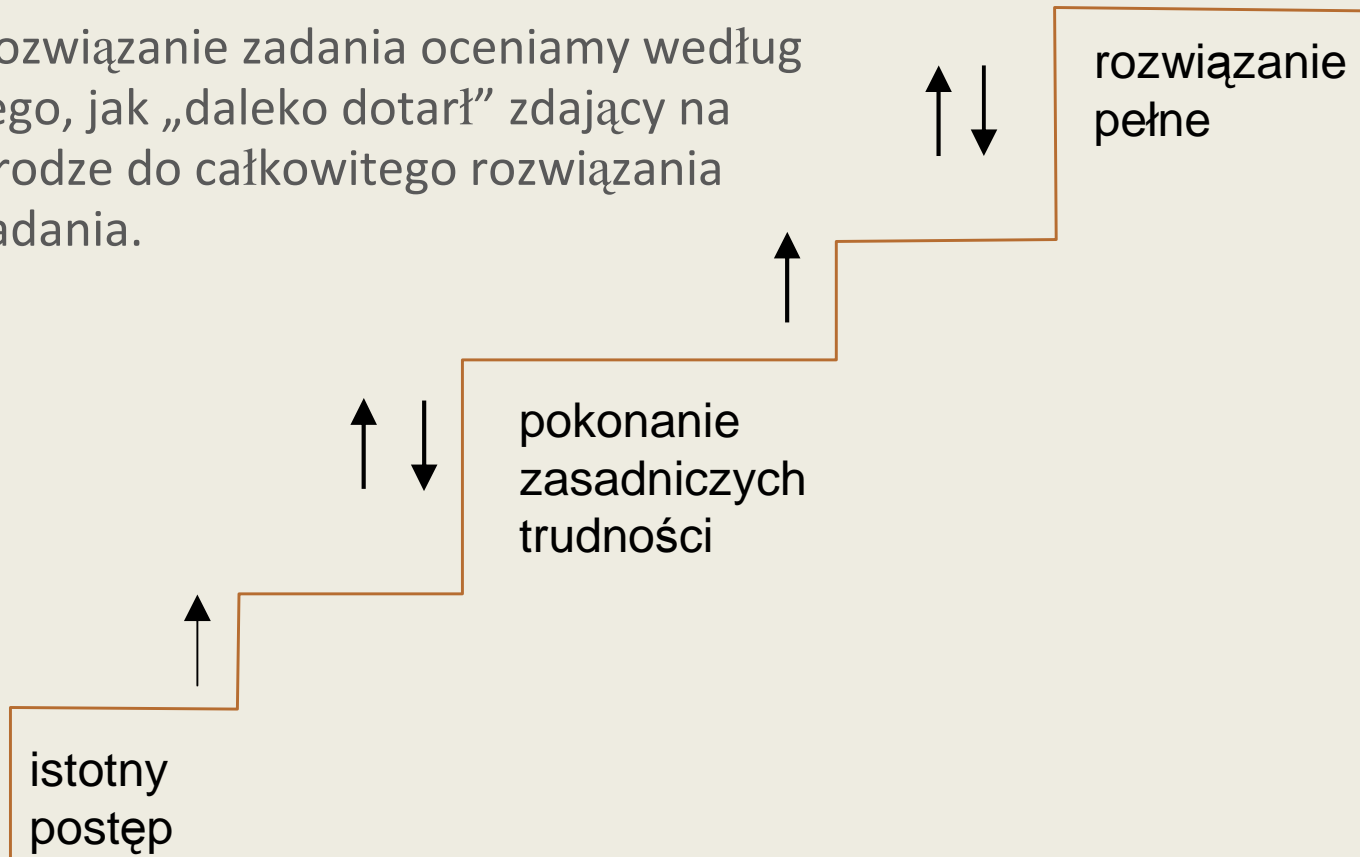 ozwiązanie zadania oceniamy według
ego, jak „daleko dotarł” zdający na
rodze do całkowitego rozwiązania
adania.
rozwiązanie
pełne
pokonanie
zasadniczych
trudności
istotny
postęp